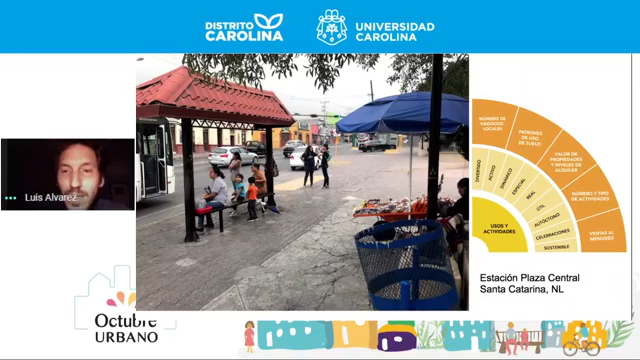 DISTRITO
CAROLINA
UNIVERSIDAD
CAROLINA
Luis Alvarez
NÚMERO DE
NEGOCIOS
LOCALES
PATRONES
DE USO
DE SUELO
VALOR DE
PROPIEDADES
Y NIVELES DE
ALQUILER
NÚMERO Y TIPO
DE ACTIVIDADES
VENTAS AL
MENUDEO
DIVERTIDO
ACTIVO
DINÁMICO
ESPECIAL
REAL
ÚTIL
AUTÓCTONO
CELEBRACIONES
SOSTENIBLE
USOS Y
ACTIVIDADES
Estación Plaza Central
Santa Catarina, NL
Octubre
URBANO